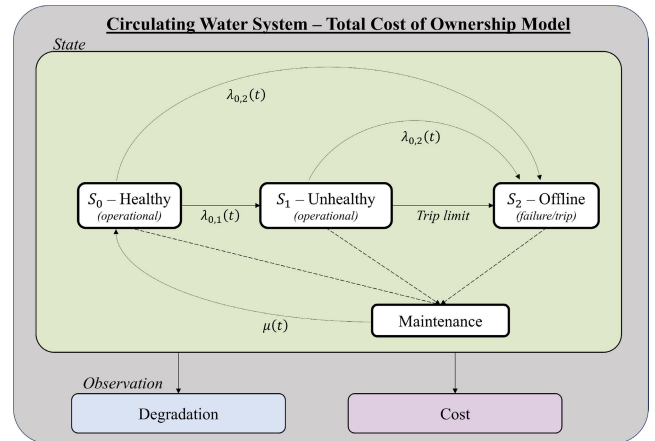 Circulating Water System – Total Cost of Ownership Model
State
λ₀,₂(t)
λ₀,₂(t)
S₀ – Healthy
(operational)
λ₀,₁(t)
S₁ – Unhealthy
(operational)
Trip limit
S₂ – Offline
(failure/trip)
Maintenance
μ(t)
Observation
Degradation
Cost